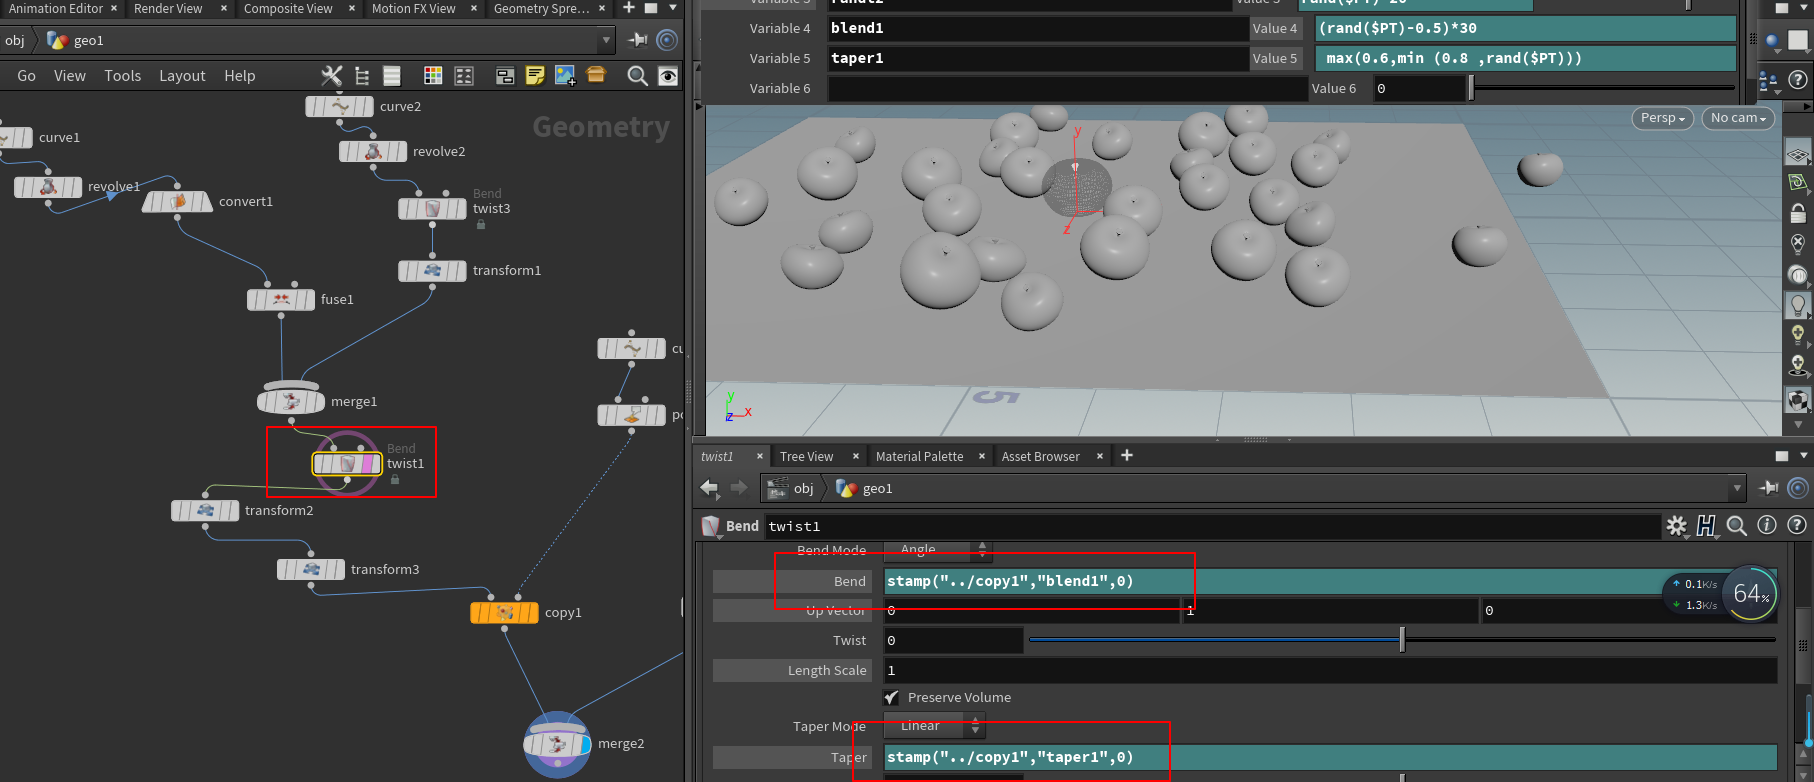 Animation Editor × Render View × Composite View × Motion FX View × Geometry Spre... ×
obj geo1
Go View Tools Layout Help
Geometry
curve1
curve2
revolve1
revolve2
convert1
Bend
twist3
transform1
fuse1
merge1
Bend
twist1
transform2
transform3
copy1
merge2
Variable 4 blend1 Value 4 (rand($PT)-0.5)*30
Variable 5 taper1 Value 5 max(0.6,min (0.8 ,rand($PT)))
Variable 6 Value 6 0
Persp No cam
y
z
5
y
z x
twist1 × Tree View × Material Palette × Asset Browser ×
obj geo1
Bend twist1
Bend Mode Angle
Bend stamp("../copy1","blend1",0)
Up Vector 0 1 0
Twist 0
Length Scale 1
Preserve Volume
Taper Mode Linear
Taper stamp("../copy1","taper1",0)
0.1K/s
1.3K/s
64%